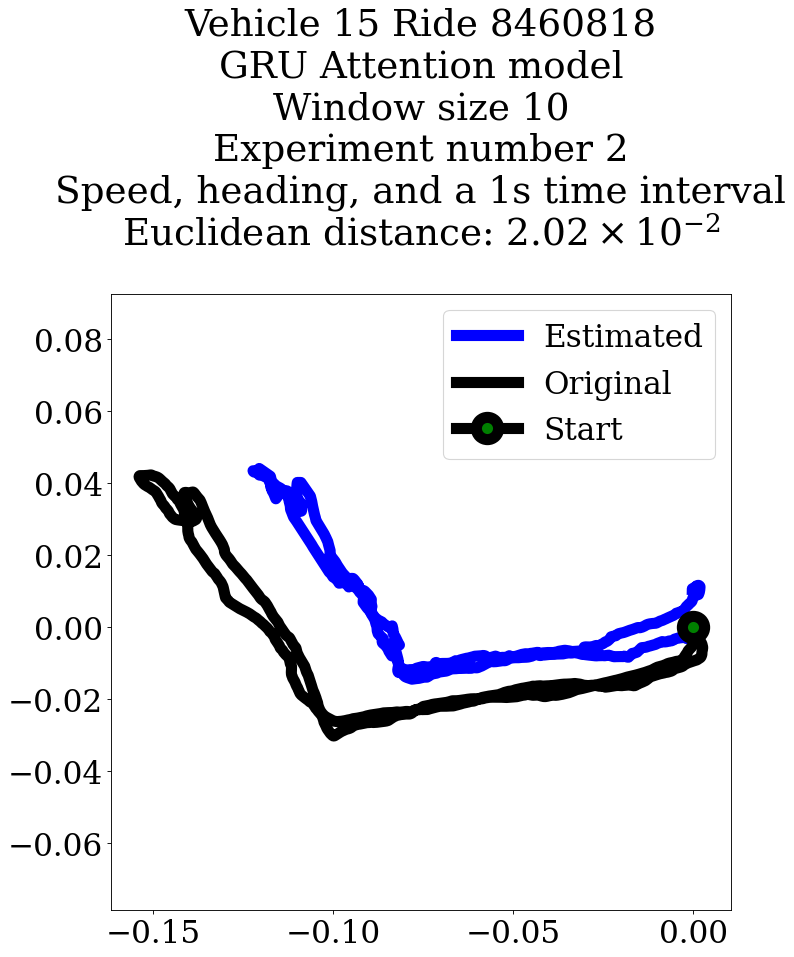 Vehicle 15 Ride 8460818
GRU Attention model
Window size 10
Experiment number 2
Speed, heading, and a 1s time interval
Euclidean distance: 2.02 × 10⁻²
Estimated
Original
Start
0.08
0.06
0.04
0.02
0.00
−0.02
−0.04
−0.06
−0.15 −0.10 −0.05 0.00